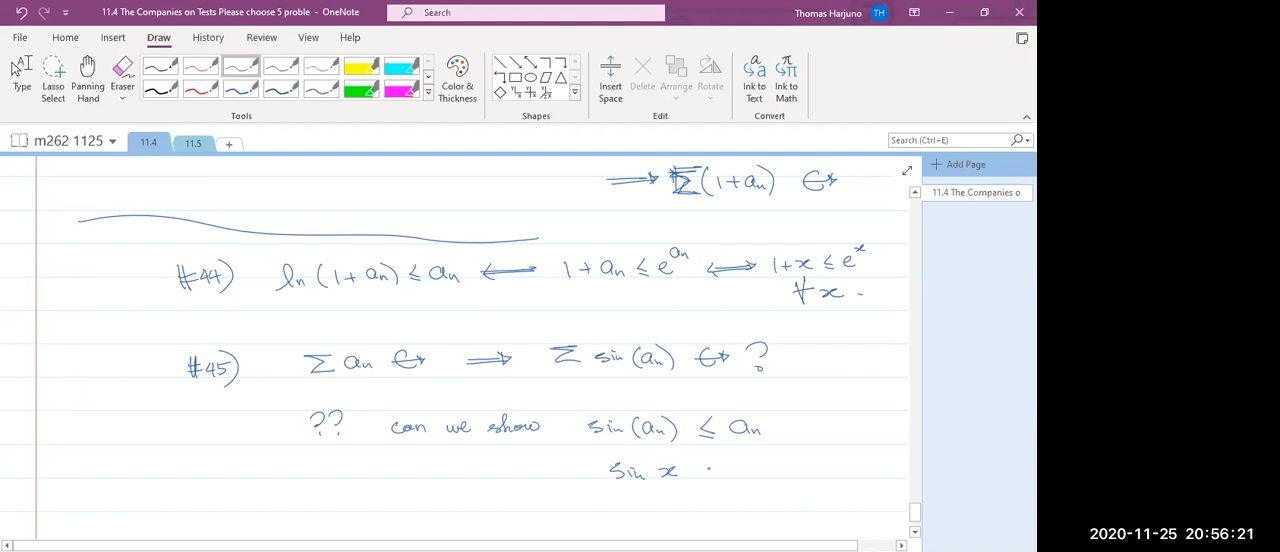 11.4 The Companies on Tests Please choose 5 proble - OneNote
Search
Thomas Harjuno TH
File Home Insert Draw History Review View Help
Type Lasso Select Panning Hand Eraser Color & Thickness Insert Space Delete Arrange Rotate Ink to Text Ink to Math
Tools Shapes Edit Convert
m262 1125 11.4 11.5 + Search (Ctrl+E)
Add Page
11.4 The Companies o
⟹ Σ(1+an)
#44) ln(1+an) ≤ an ⟺ 1+an ≤ e^an ⟺ 1+x ≤ e^x
∀x.
#45) Σ an ⟹ Σ sin(an) ?
?? can we show sin(an) ≤ an
sin x
2020-11-25 20:56:21